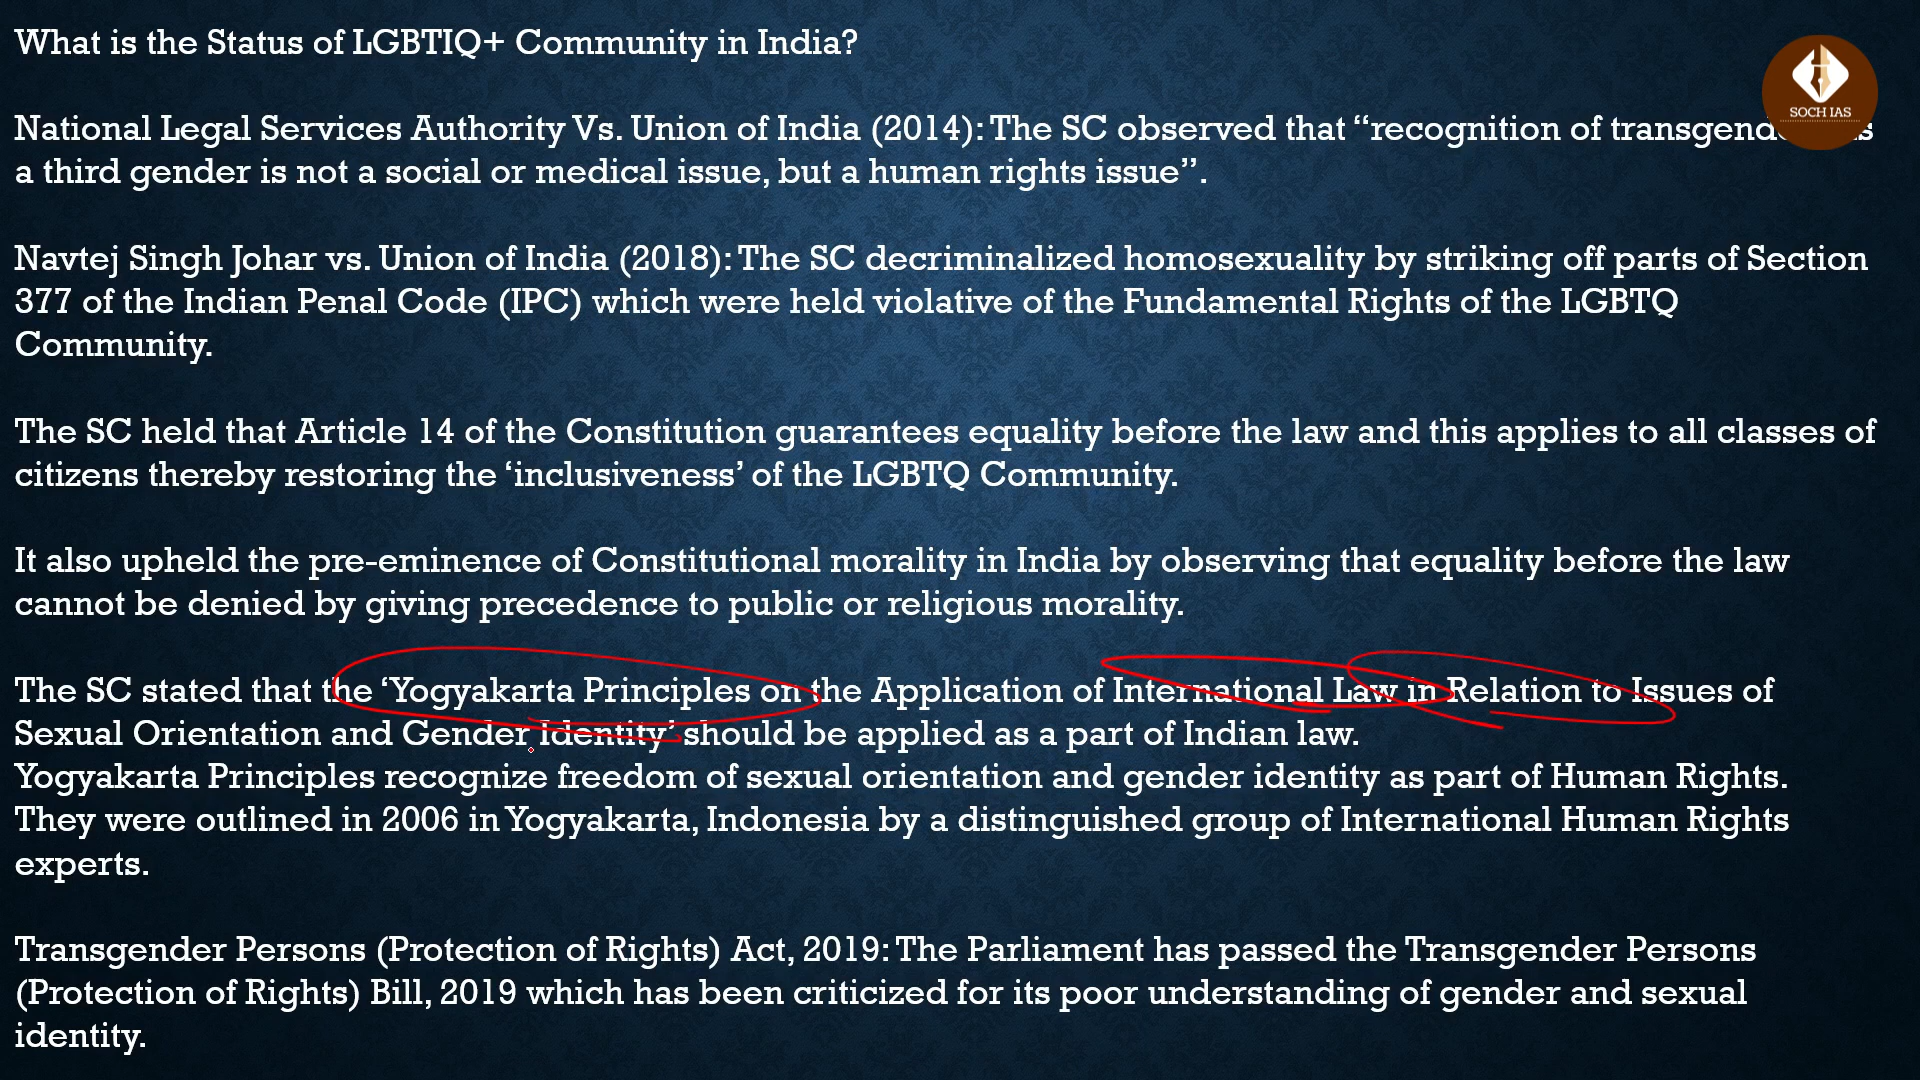 What is the Status of LGBTIQ+ Community in India?
SOCH IAS
National Legal Services Authority Vs. Union of India (2014): The SC observed that “recognition of
a third gender is not a social or medical issue, but a human rights issue”.
Navtej Singh Johar vs. Union of India (2018): The SC decriminalized homosexuality by striking off parts of Section
377 of the Indian Penal Code (IPC) which were held violative of the Fundamental Rights of the LGBTQ
Community.
The SC held that Article 14 of the Constitution guarantees equality before the law and this applies to all classes of
citizens thereby restoring the ‘inclusiveness’ of the LGBTQ Community.
It also upheld the pre-eminence of Constitutional morality in India by observing that equality before the law
cannot be denied by giving precedence to public or religious morality.
The SC stated that the ‘Yogyakarta Principles on the Application of International Law in Relation to Issues of
Sexual Orientation and Gender Identity’ should be applied as a part of Indian law.
Yogyakarta Principles recognize freedom of sexual orientation and gender identity as part of Human Rights.
They were outlined in 2006 in Yogyakarta, Indonesia by a distinguished group of International Human Rights
experts.
Transgender Persons (Protection of Rights) Act, 2019: The Parliament has passed the Transgender Persons
(Protection of Rights) Bill, 2019 which has been criticized for its poor understanding of gender and sexual
identity.